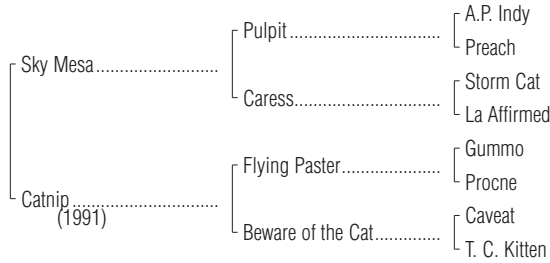 A.P. Indy
Pulpit
Preach
Sky Mesa
Storm Cat
Caress
La Affirmed
Gummo
Flying Paster
Procne
Catnip
(1991)
Caveat
Beware of the Cat
T. C. Kitten